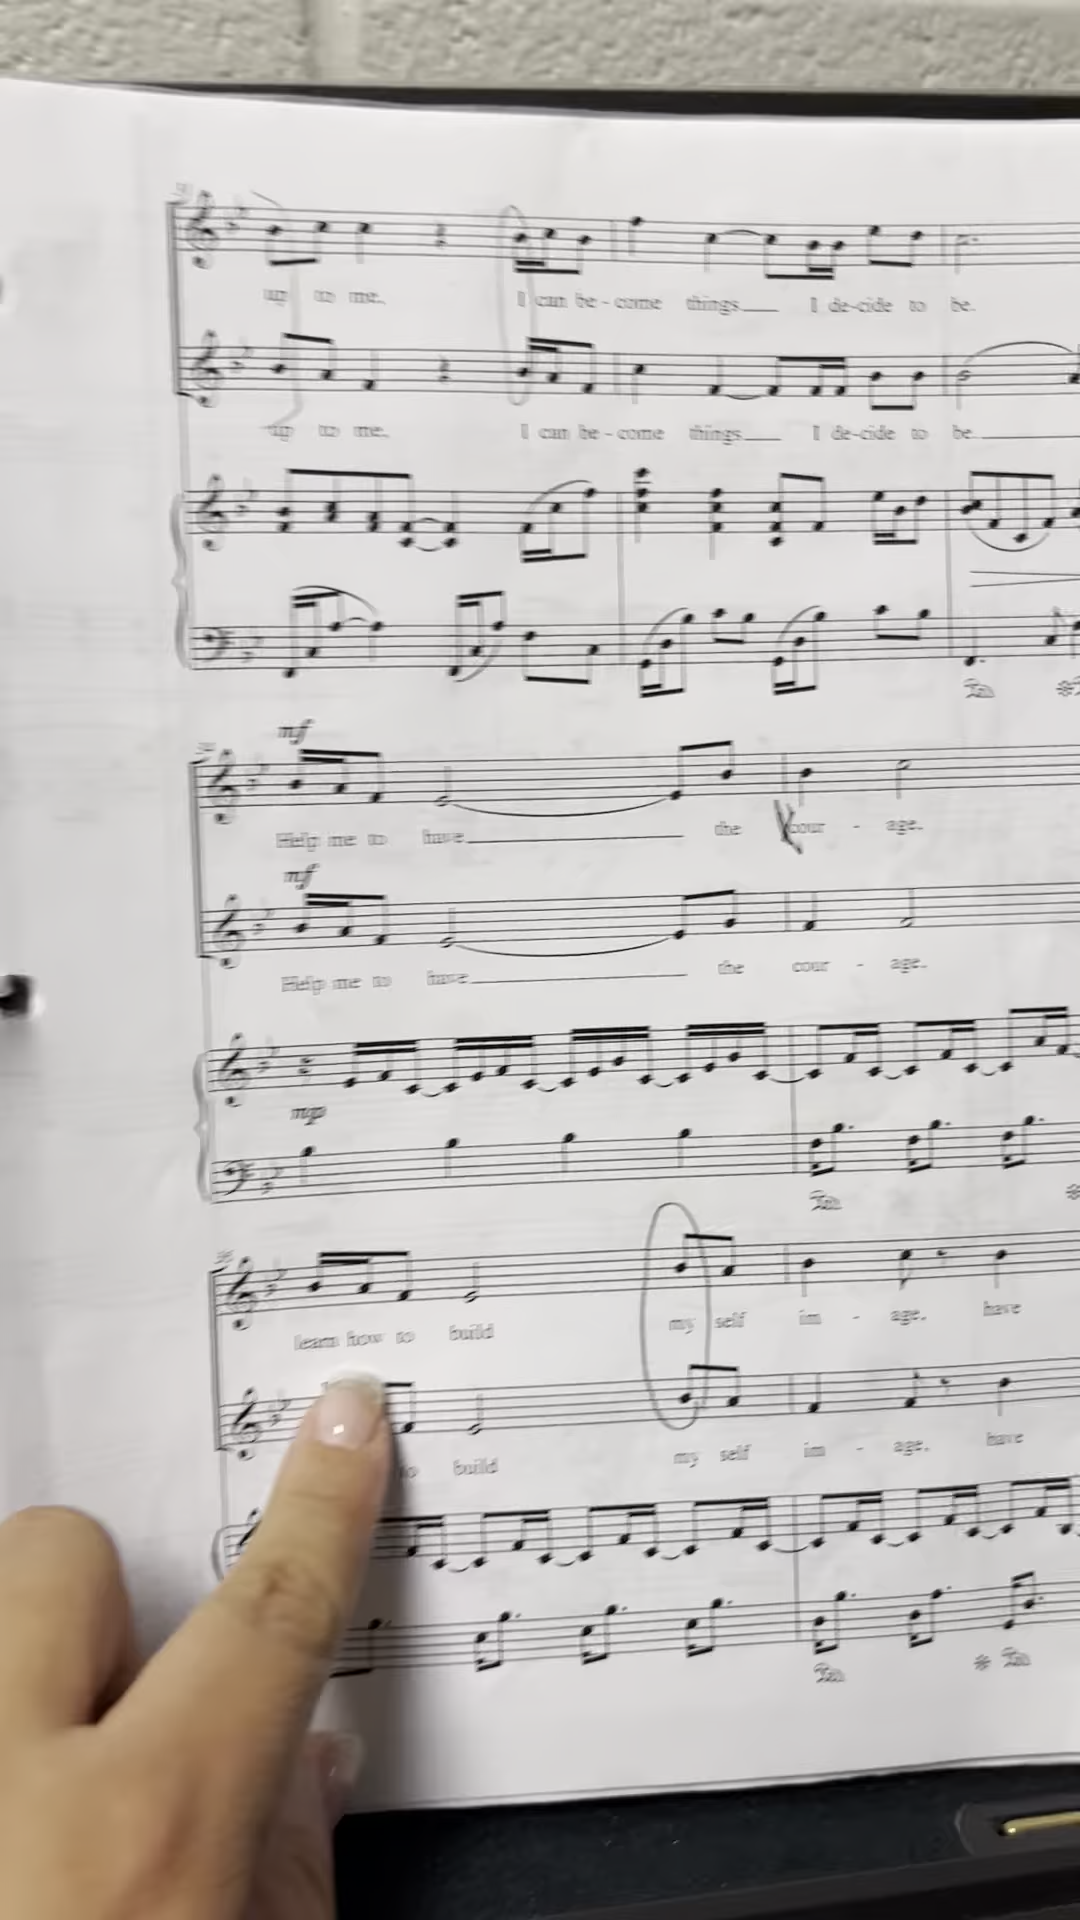 up to me. I can be - come things I de-cide to be.
up to me. I can be - come things I de-cide to be
mf
Help me to have the cour - age.
mf
Help me to have the cour - age.
mp
learn how to build my self im - age. have
to build my self im - age. have